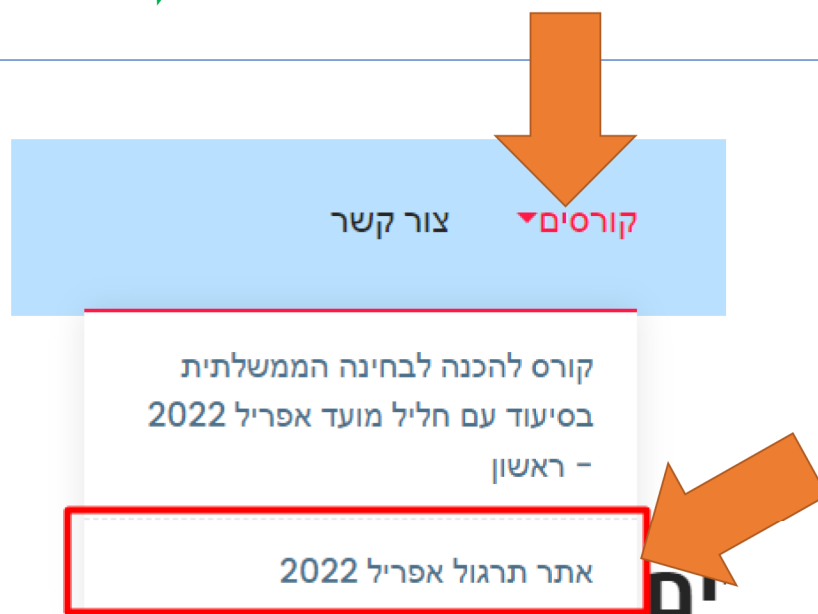 קורסים צור קשר
קורס להכנה לבחינה הממשלתית
בסיעוד עם חליל מועד אפריל 2022
– ראשון
אתר תרגול אפריל 2022